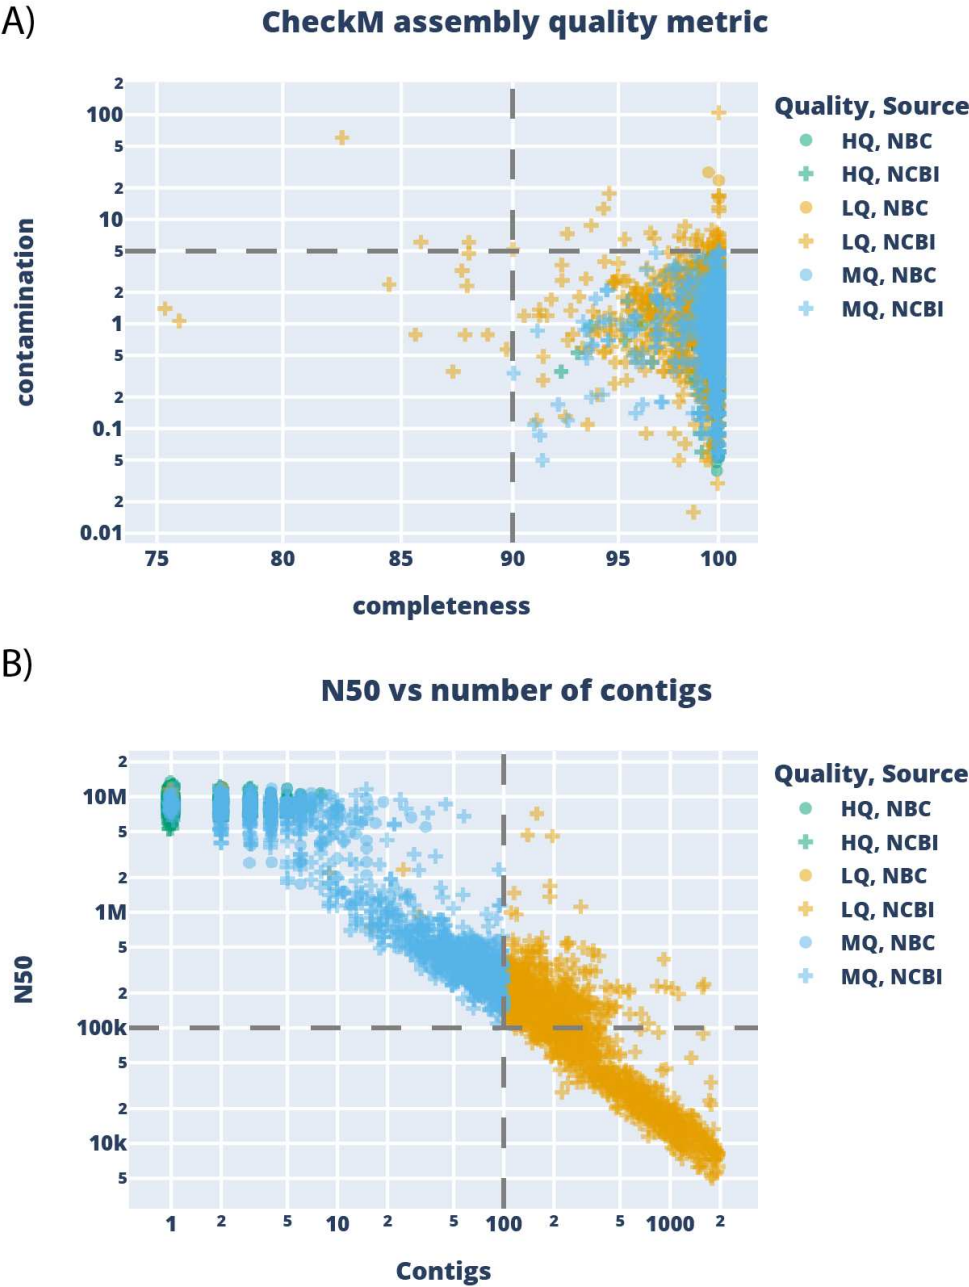 A)
CheckM assembly quality metric
contamination
2
100
5
2
10
5
2
1
5
2
0.1
5
2
0.01
75 80 85 90 95 100
completeness
Quality, Source
HQ, NBC
HQ, NCBI
LQ, NBC
LQ, NCBI
MQ, NBC
MQ, NCBI
B)
N50 vs number of contigs
N50
2
10M
5
2
1M
5
2
100k
5
2
10k
5
1 2 5 10 2 5 100 2 5 1000 2
Contigs
Quality, Source
HQ, NBC
HQ, NCBI
LQ, NBC
LQ, NCBI
MQ, NBC
MQ, NCBI